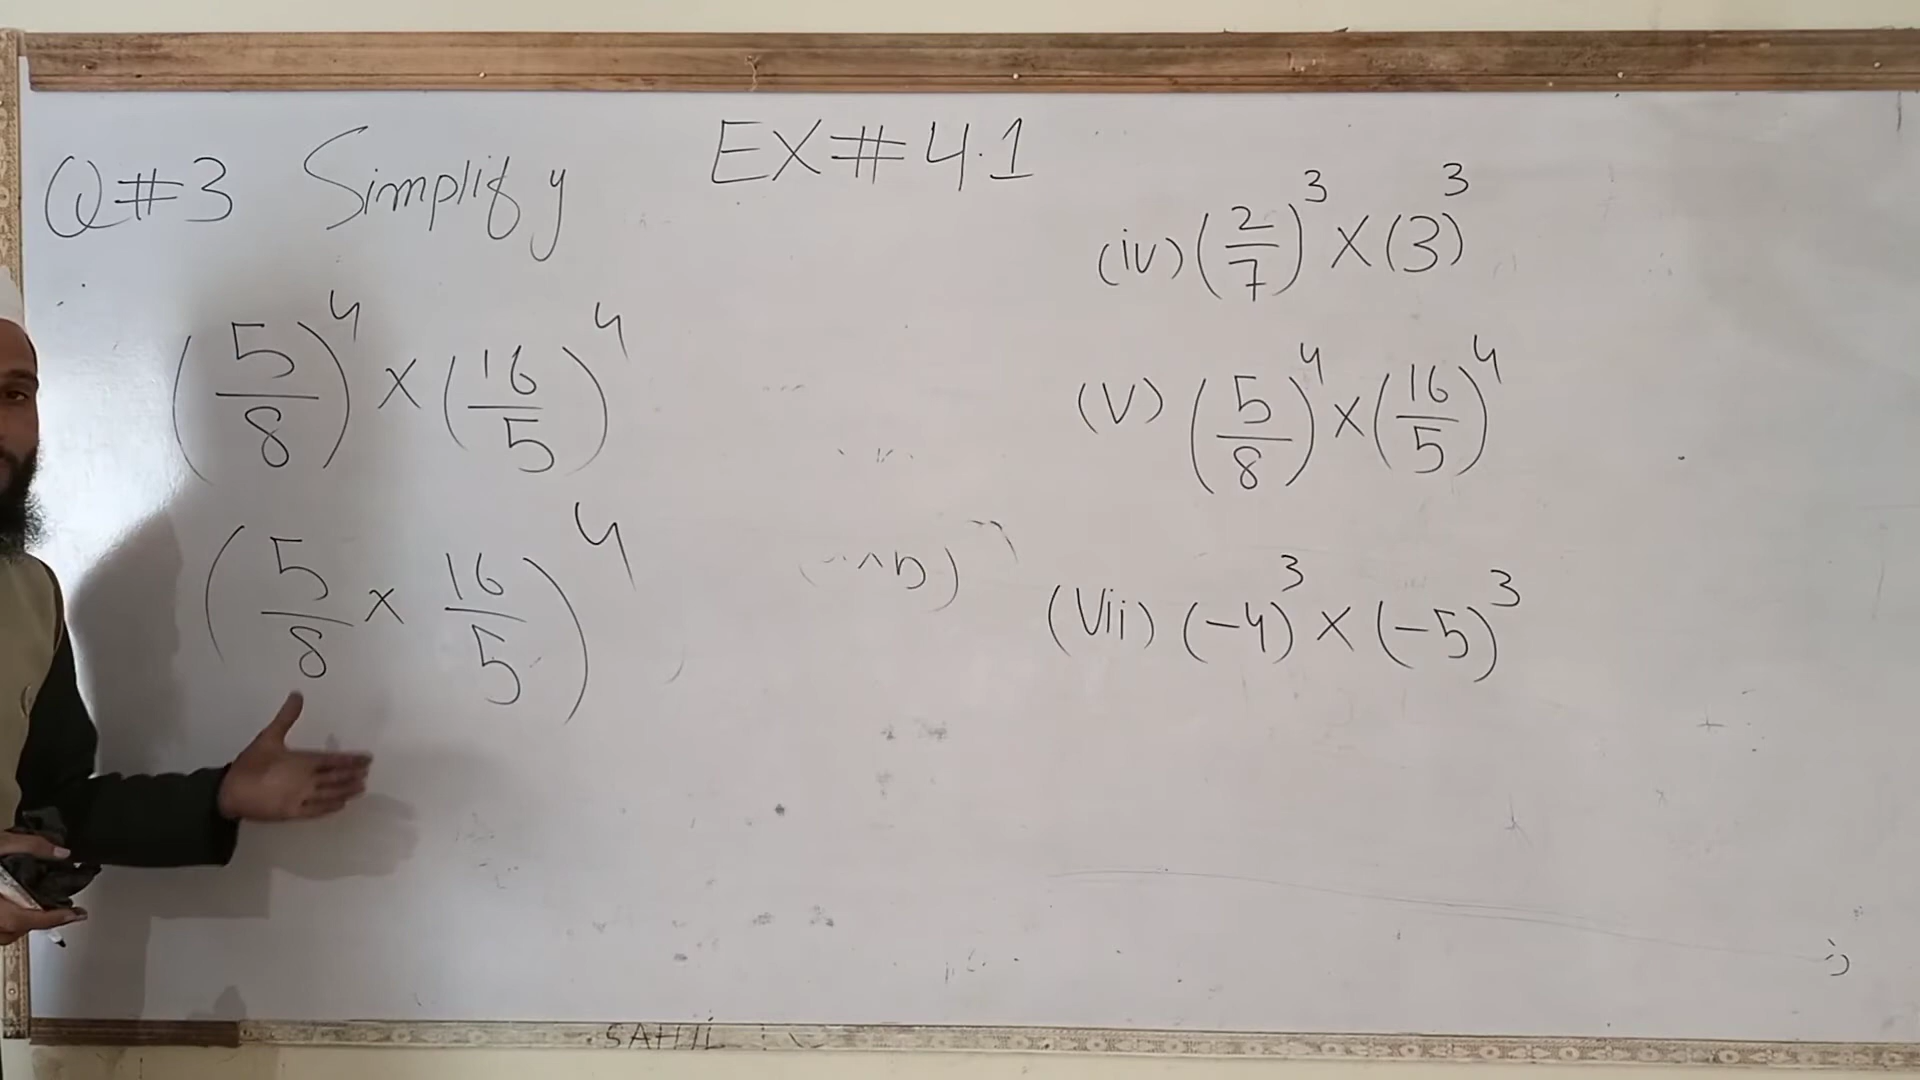 EX#4.1
Q#3 Simplify
(5/8)^4 × (16/5)^4
(5/8 × 16/5)^4
(iv) (2/7)^3 × (3)^3
(v) (5/8)^4 × (16/5)^4
(vii) (-4)^3 × (-5)^3